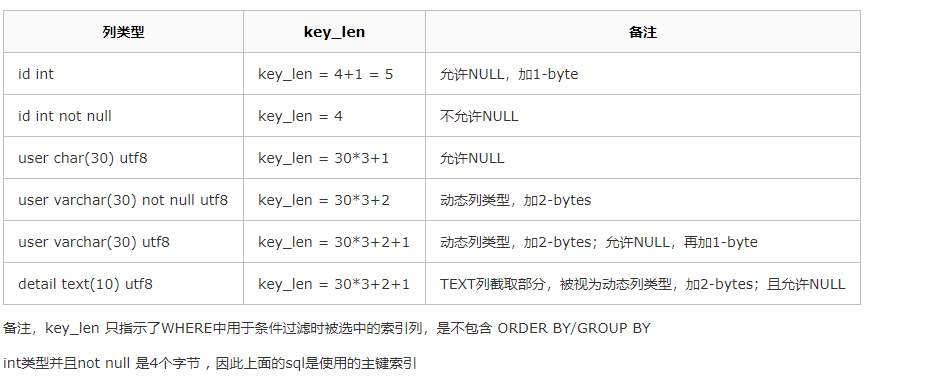 列类型 key_len 备注
id int key_len = 4+1 = 5 允许NULL，加1-byte
id int not null key_len = 4 不允许NULL
user char(30) utf8 key_len = 30*3+1 允许NULL
user varchar(30) not null utf8 key_len = 30*3+2 动态列类型，加2-bytes
user varchar(30) utf8 key_len = 30*3+2+1 动态列类型，加2-bytes；允许NULL，再加1-byte
detail text(10) utf8 key_len = 30*3+2+1 TEXT列截取部分，被视为动态列类型，加2-bytes；且允许NULL
备注，key_len 只指示了WHERE中用于条件过滤时被选中的索引列，是不包含 ORDER BY/GROUP BY
int类型并且not null 是4个字节 , 因此上面的sql是使用的主键索引